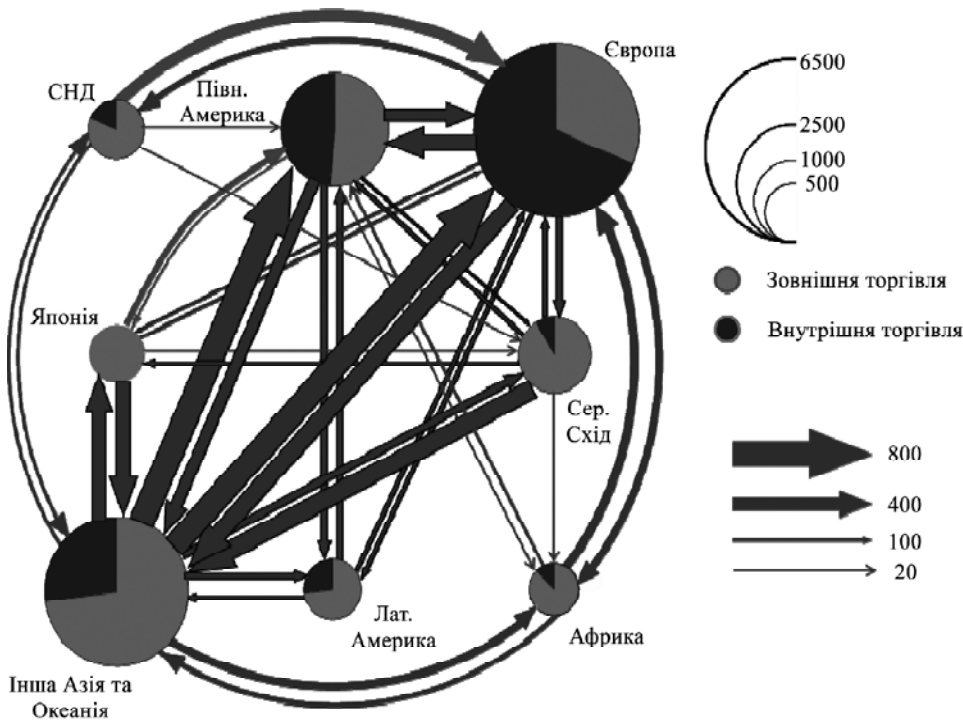 Європа
6500
СНД
Півн.
Америка
2500
1000
500
Зовнішня торгівля
Японія
Внутрішня торгівля
Сер.
Схід
800
400
100
20
Лат.
Америка
Африка
Інша Азія та
Океанія